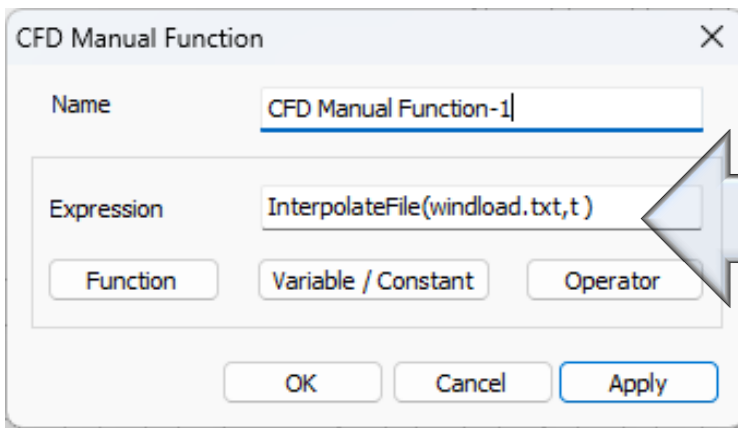 CFD Manual Function
Name
CFD Manual Function-1
Expression
InterpolateFile(windload.txt,t )
Function
Variable / Constant
Operator
OK
Cancel
Apply